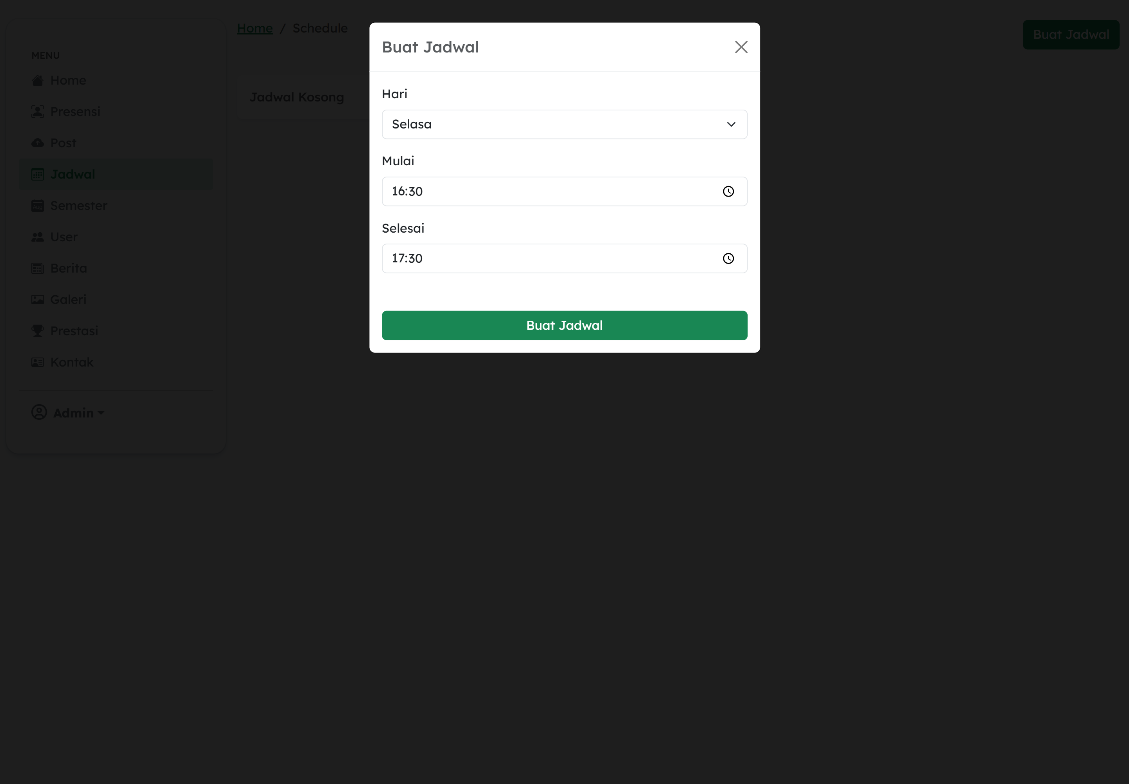 Home / Schedule
Buat Jadwal
MENU
Home
Presensi
Post
Jadwal
Semester
User
Berita
Galeri
Prestasi
Kontak
Admin
Jadwal Kosong
Buat Jadwal
Hari
Selasa
Mulai
16:30
Selesai
17:30
Buat Jadwal